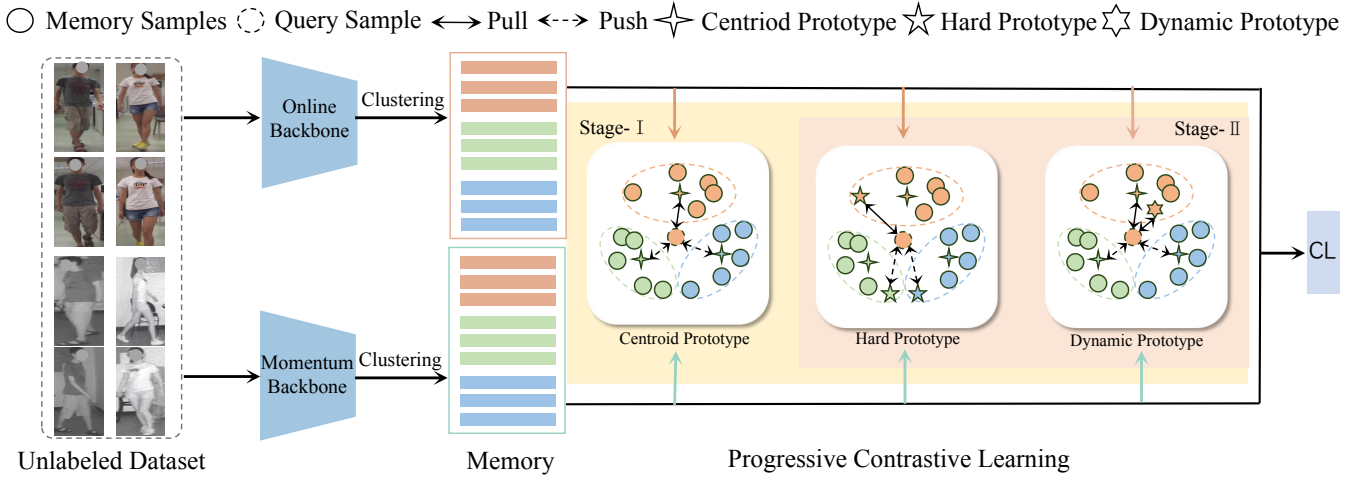 Memory Samples Query Sample Pull Push Centriod Prototype Hard Prototype Dynamic Prototype
Online
Backbone
Clustering
Stage-Ⅰ
Stage-Ⅱ
CL
Momentum
Backbone
Clustering
Centroid Prototype
Hard Prototype
Dynamic Prototype
Unlabeled Dataset
Memory
Progressive Contrastive Learning